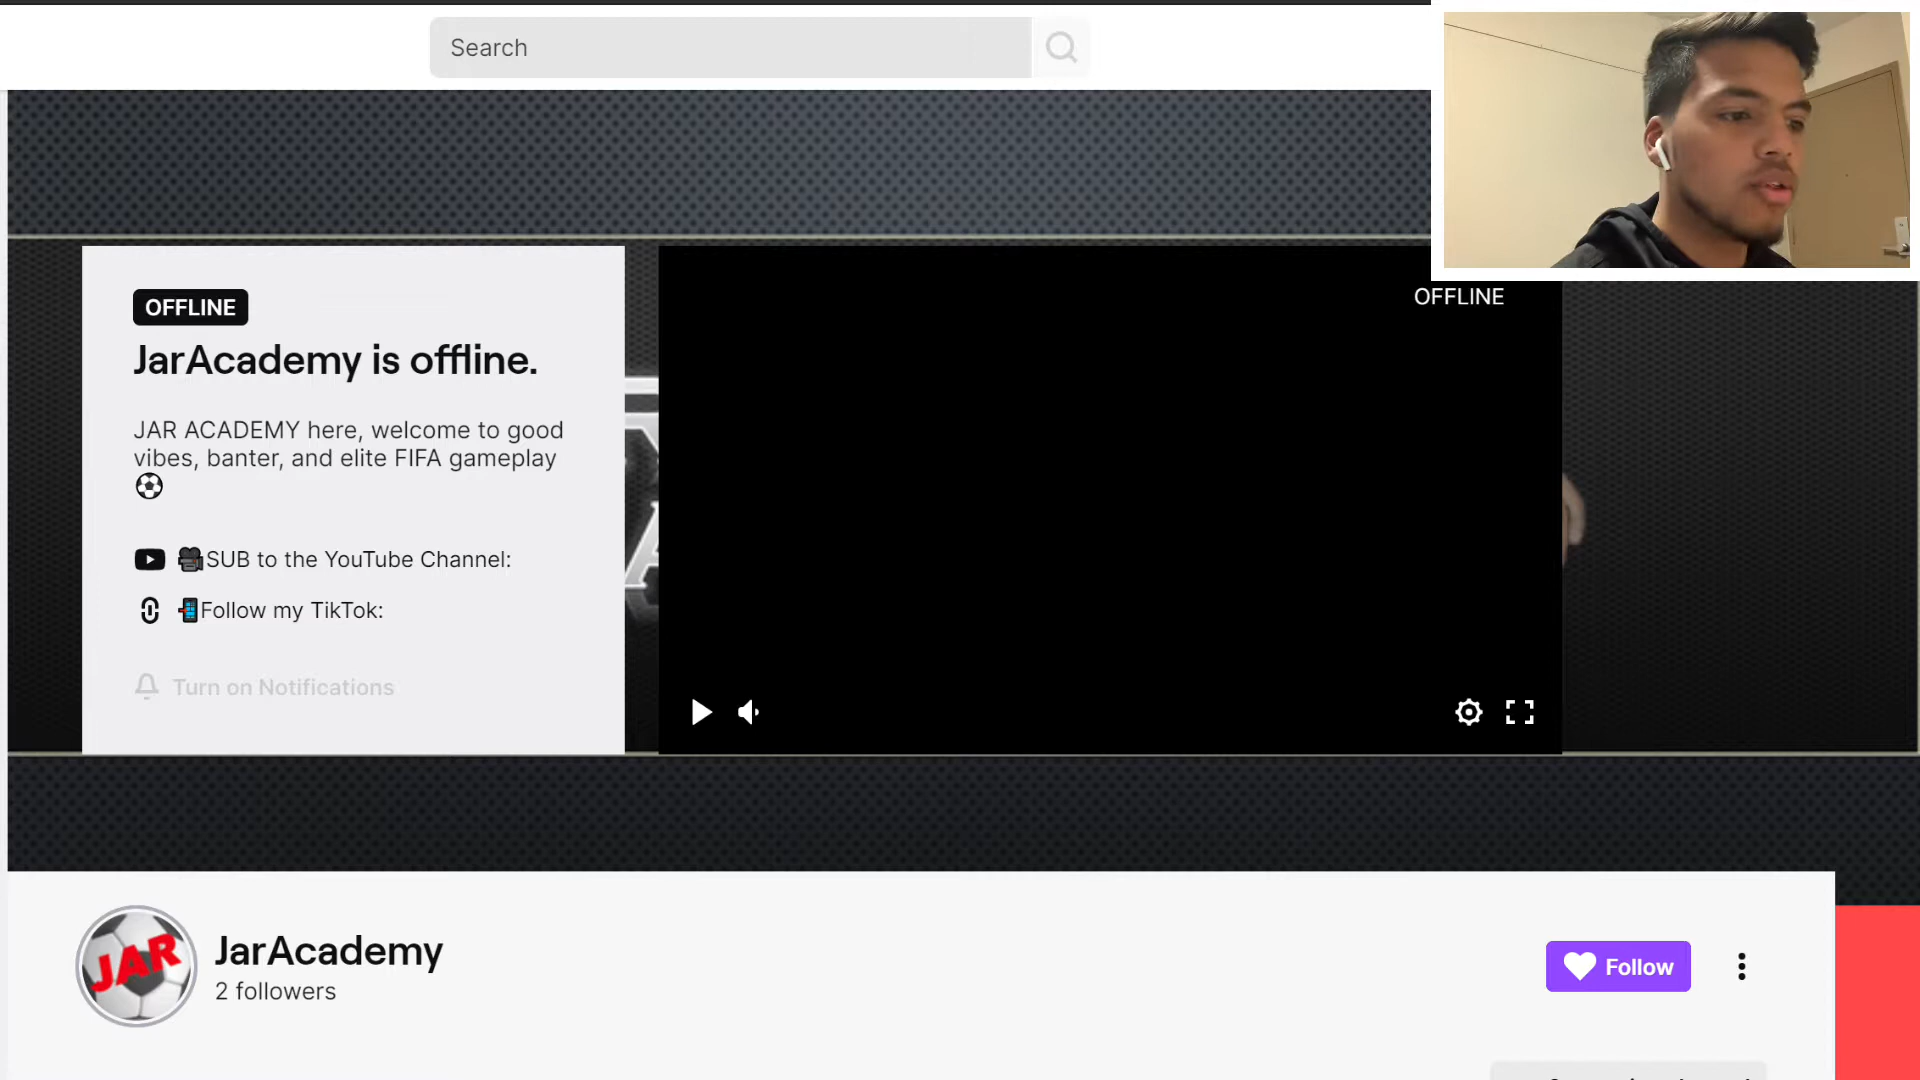 Search
OFFLINE
OFFLINE
JarAcademy is offline.
JAR ACADEMY here, welcome to good
vibes, banter, and elite FIFA gameplay
SUB to the YouTube Channel:
Follow my TikTok:
Turn on Notifications
JAR
JarAcademy
2 followers
Follow